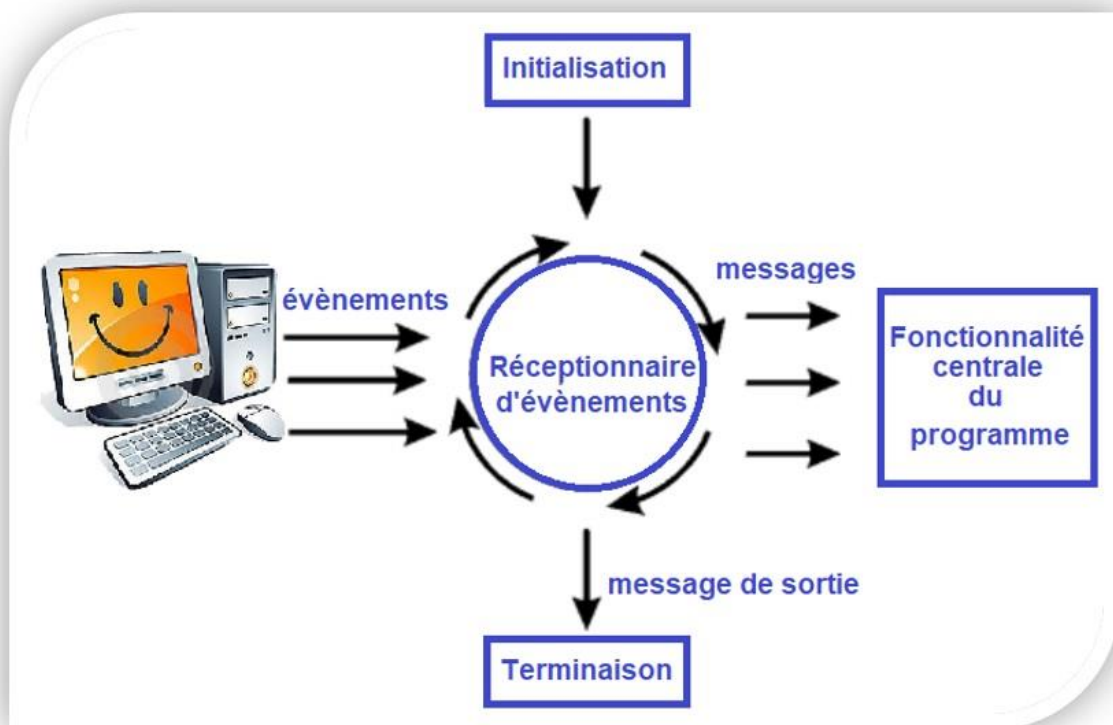 Initialisation
évènements
messages
Réceptionnaire
d'évènements
Fonctionnalité
centrale
du
programme
message de sortie
Terminaison